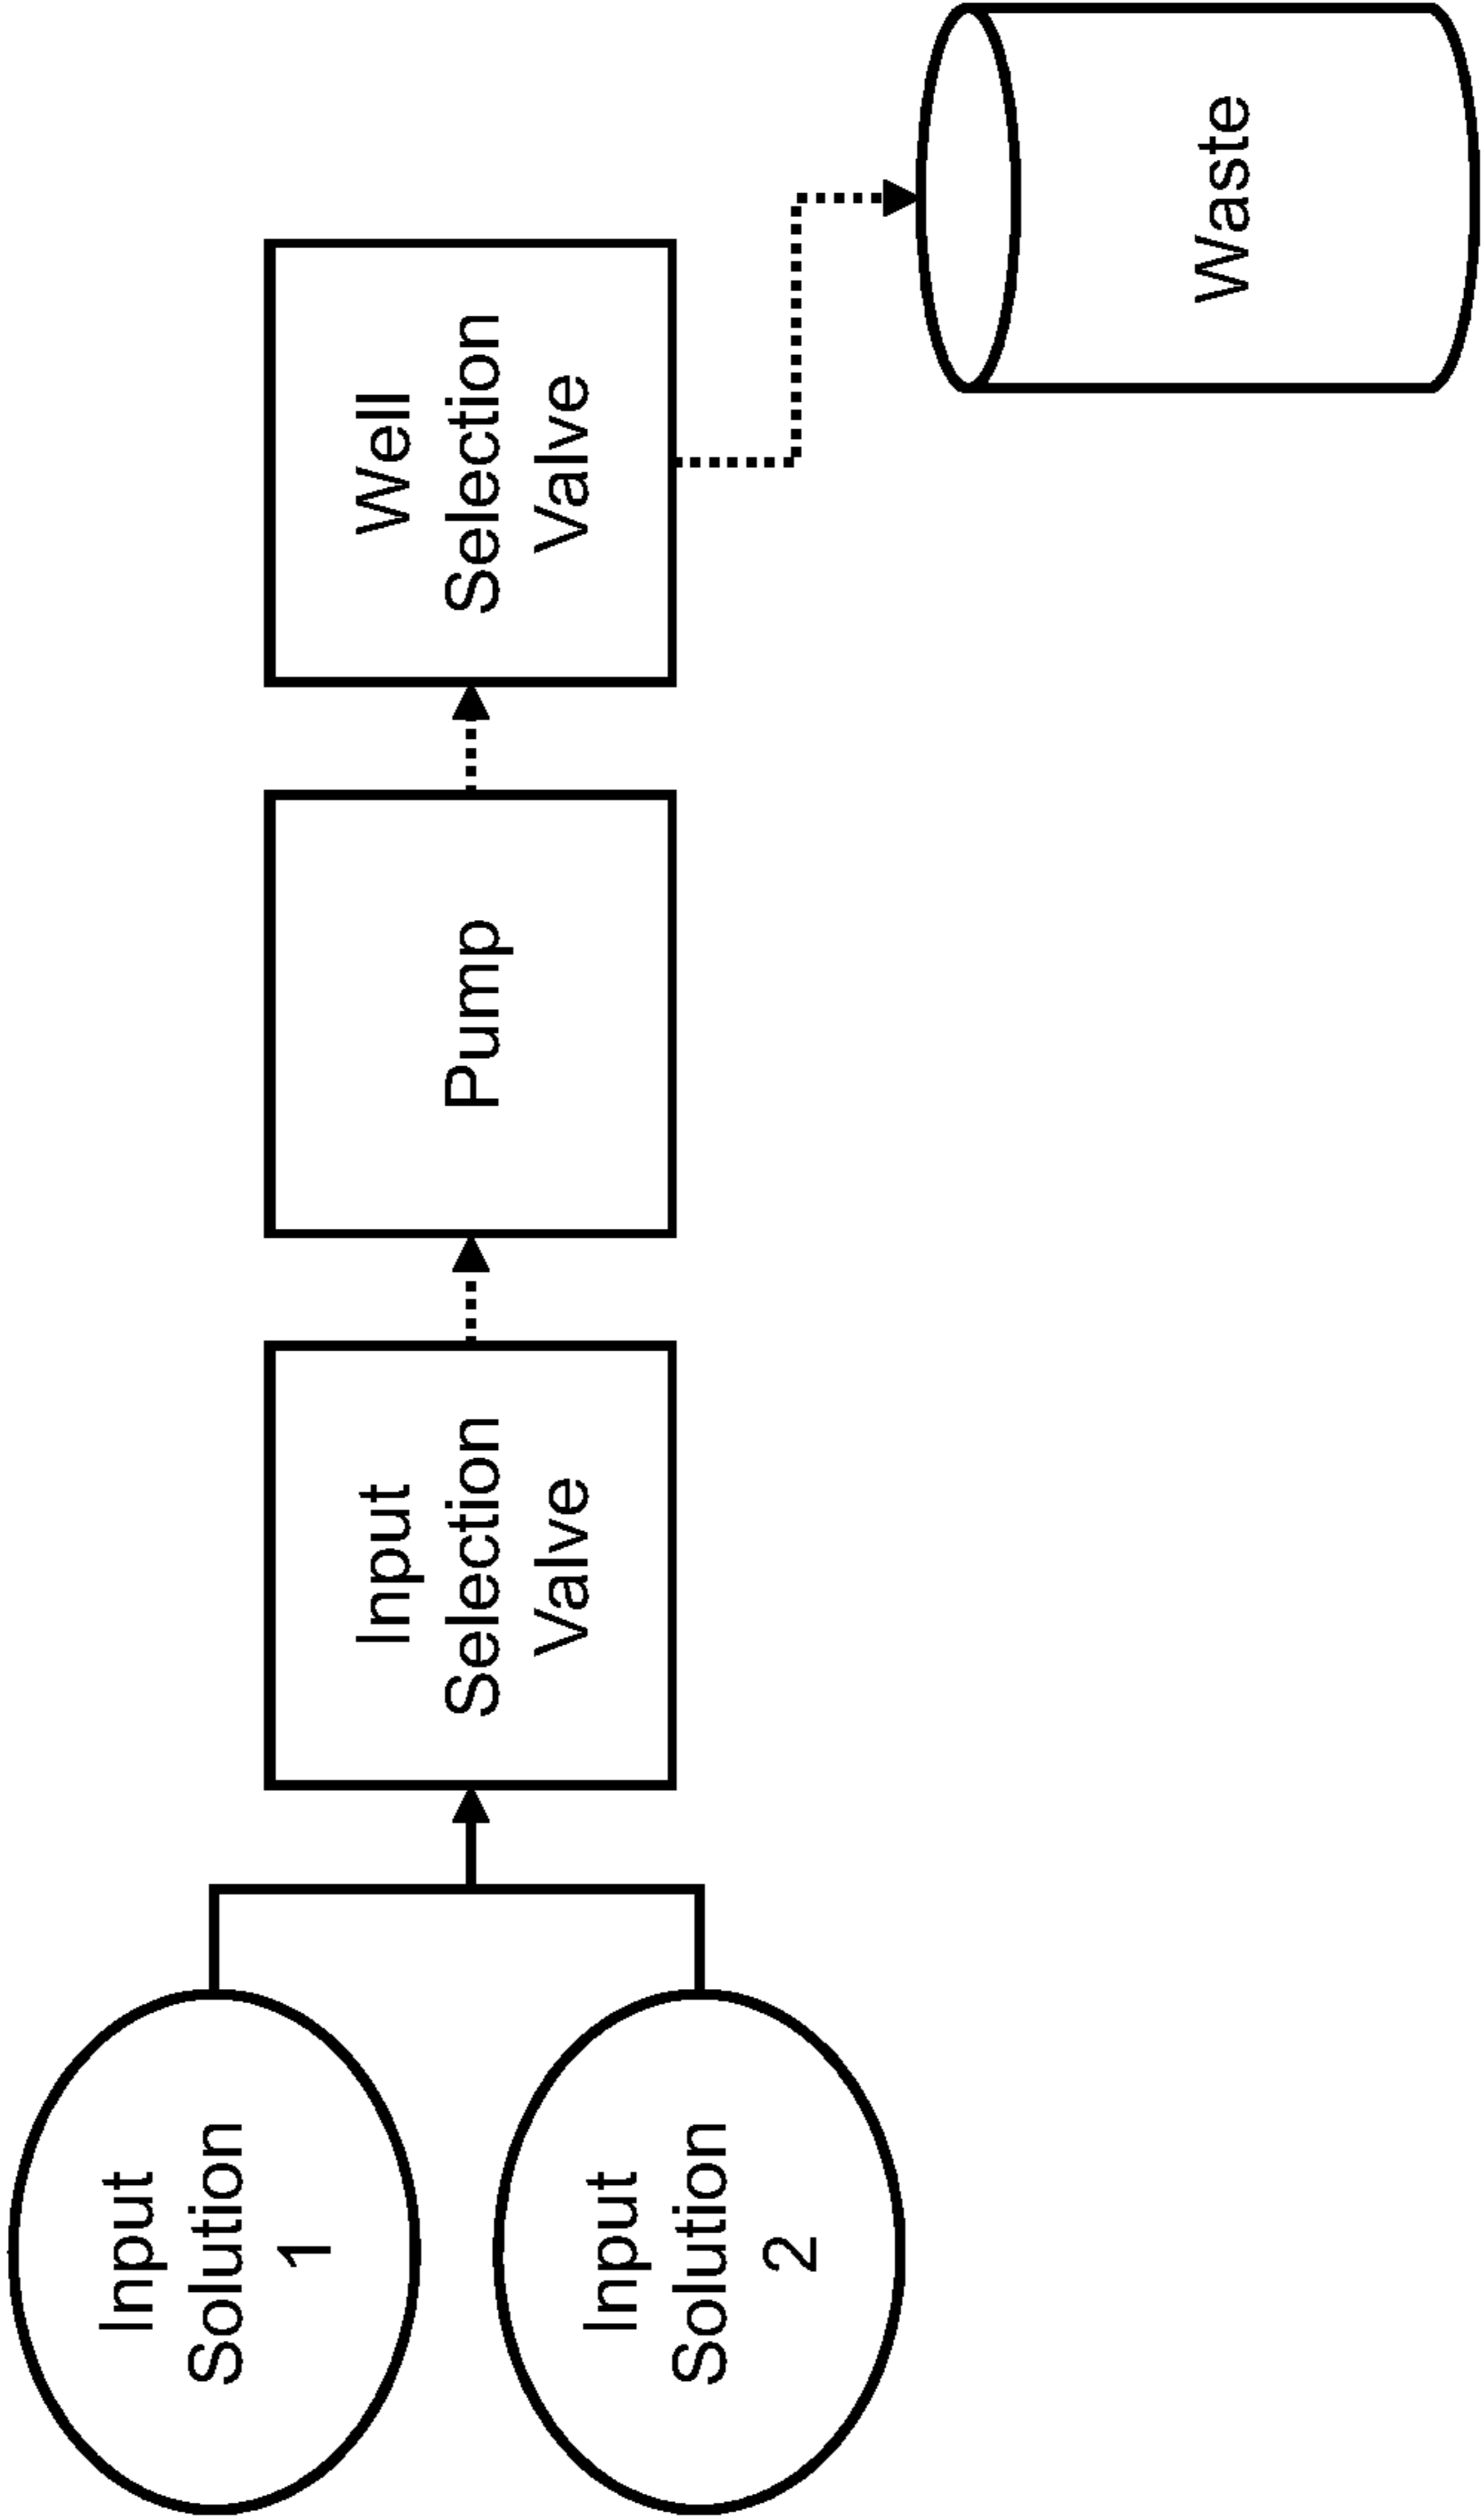 Input
Solution
1
Input
Solution
2
Input
Selection
Valve
Pump
Well
Selection
Valve
Waste